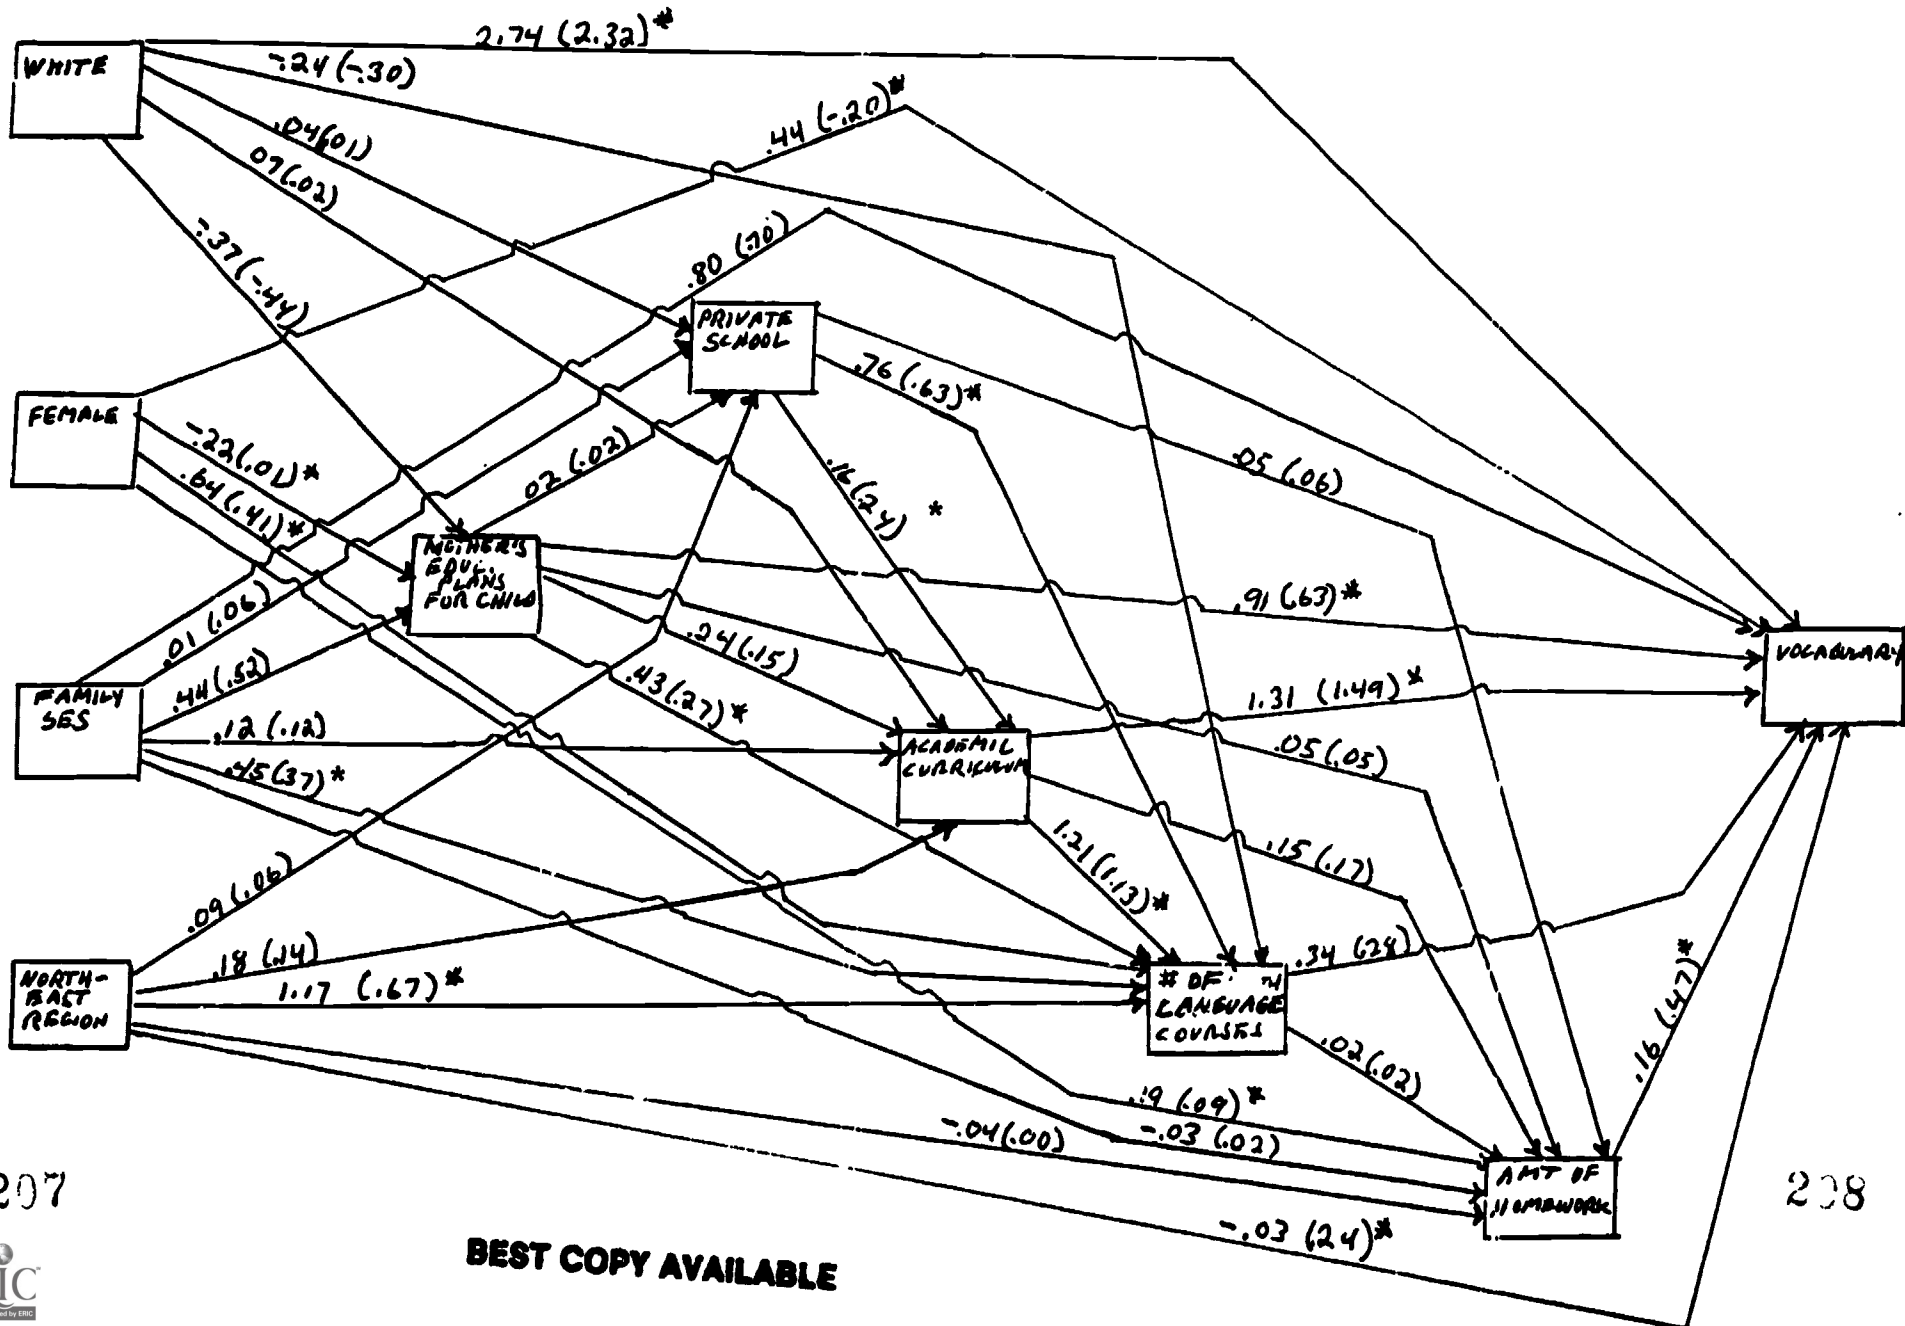 2.74 (2.32)*
WHITE
-.24 (-.30)
.44 (-.20)*
.04(.01)
.07(.02)
-.37(-.44)
.80 (.70)
PRIVATE
SCHOOL
.76 (.63)*
FEMALE
-.22(.01)*
.64(.41)*
.02 (.02)
.16(.24) *
.05 (.06)
MOTHER'S
EDUC.
PLANS
FOR CHILD
.91 (.63)*
.01 (.06)
.24(.15)
VOCABULARY
FAMILY
SES
.44(.52)
.43(.27)*
1.31 (1.49)*
.12 (.12)
ACADEMIC
CURRICULUM
.05(.05)
.45(37)*
1.21(1.13)*
.15(.17)
.09(.06)
.18 (.14)
NORTH-
EAST
REGION
1.17 (.67)*
# OF
LANGUAGE
COURSES
.34 (28)
.16 (.47)*
.02(.02)
.19 (.09)*
-.04(.00)
-.03 (.02)
AMT OF
HOMEWORK
-.03 (24)*
207
208
BEST COPY AVAILABLE